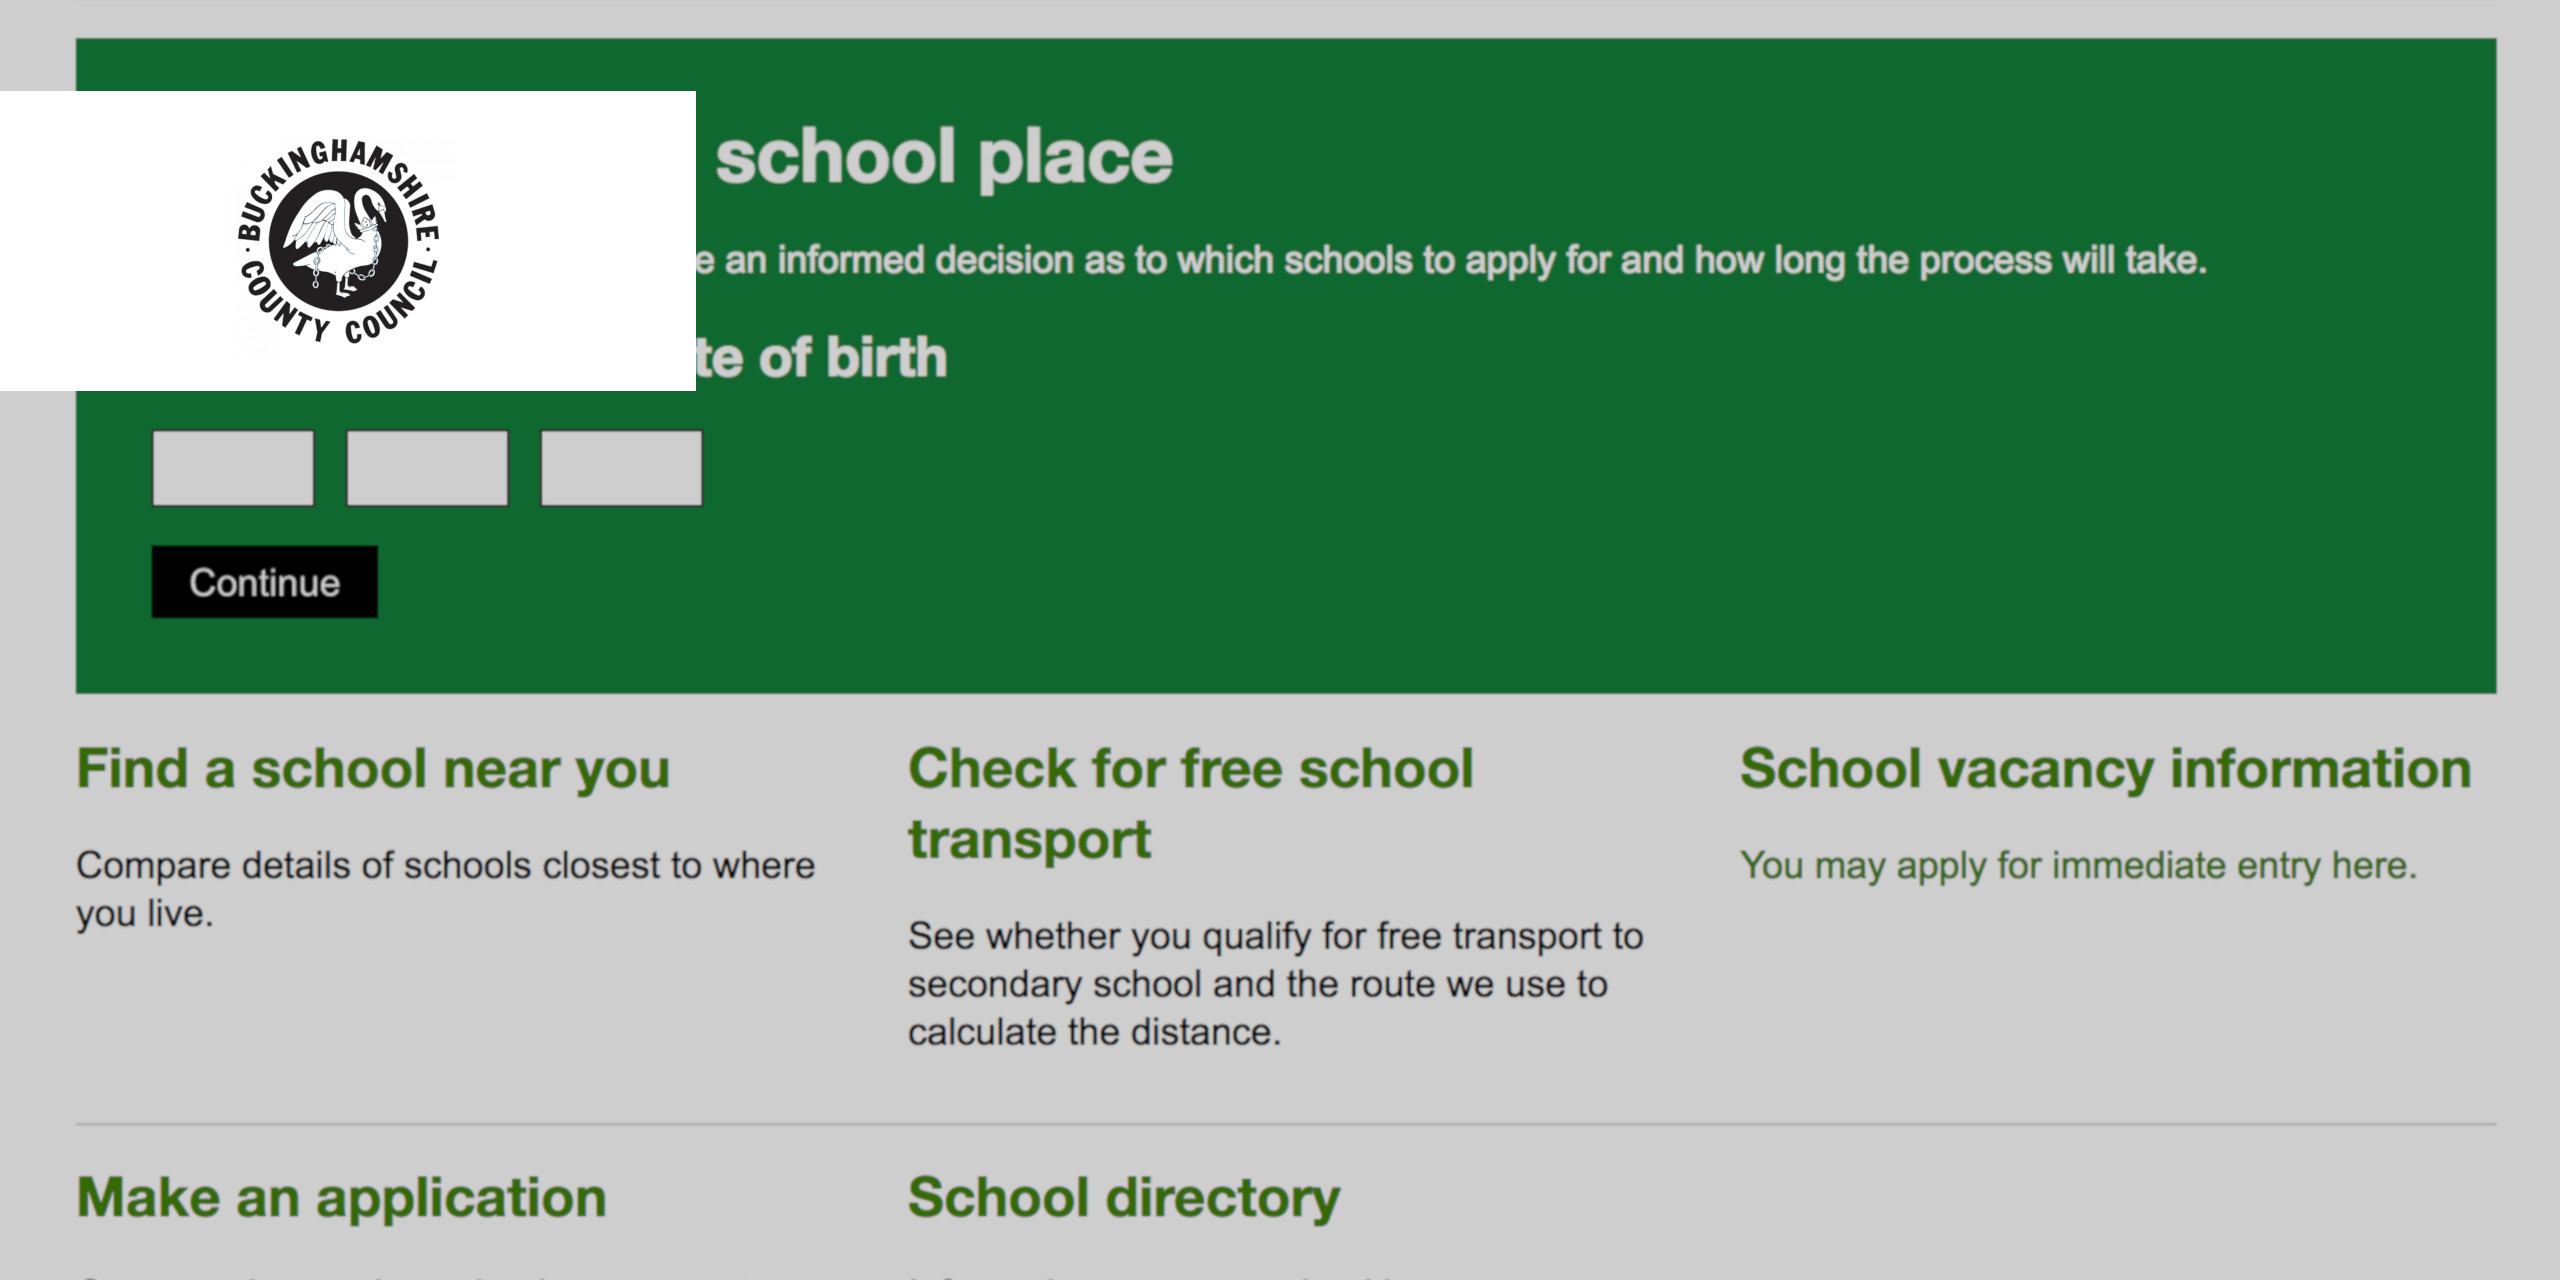 BUCKINGHAMSHIRE
COUNTY COUNCIL
school place
e an informed decision as to which schools to apply for and how long the process will take.
te of birth
Continue
Find a school near you
Compare details of schools closest to where
you live.
Check for free school
transport
See whether you qualify for free transport to
secondary school and the route we use to
calculate the distance.
School vacancy information
You may apply for immediate entry here.
Make an application
School directory